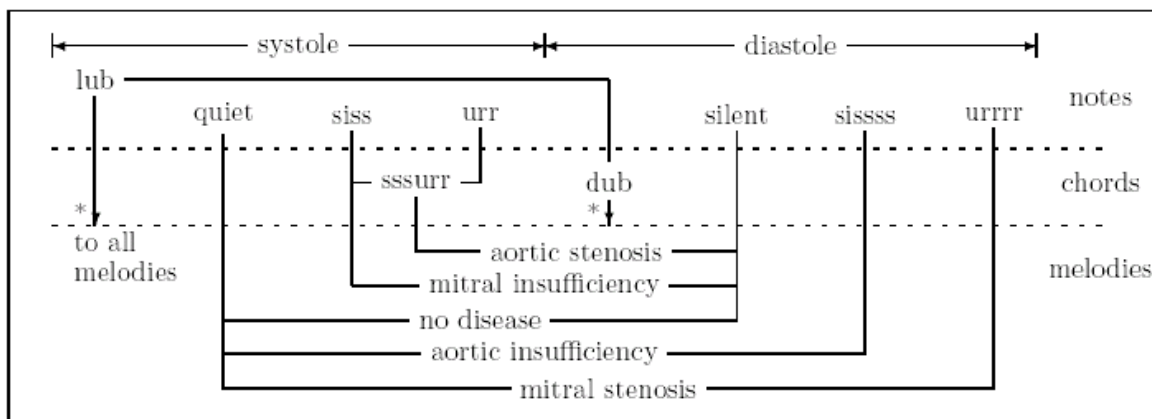 systole diastole
lub
notes
quiet siss urr silent sissss urrrr
sssurr dub chords
* *
to all
melodies
aortic stenosis
melodies
mitral insufficiency
no disease
aortic insufficiency
mitral stenosis